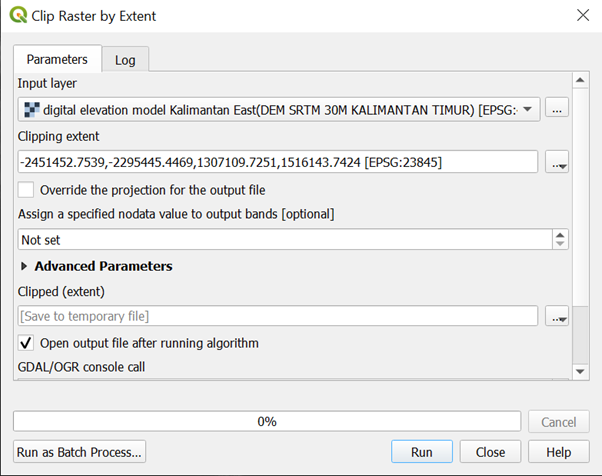 Clip Raster by Extent
Parameters
Log
Input layer
digital elevation model Kalimantan East(DEM SRTM 30M KALIMANTAN TIMUR) [EPSG:
...
Clipping extent
-2451452.7539,-2295445.4469,1307109.7251,1516143.7424 [EPSG:23845]
...
Override the projection for the output file
Assign a specified nodata value to output bands [optional]
Not set
Advanced Parameters
Clipped (extent)
[Save to temporary file]
...
Open output file after running algorithm
GDAL/OGR console call
0%
Cancel
Run as Batch Process...
Run
Close
Help